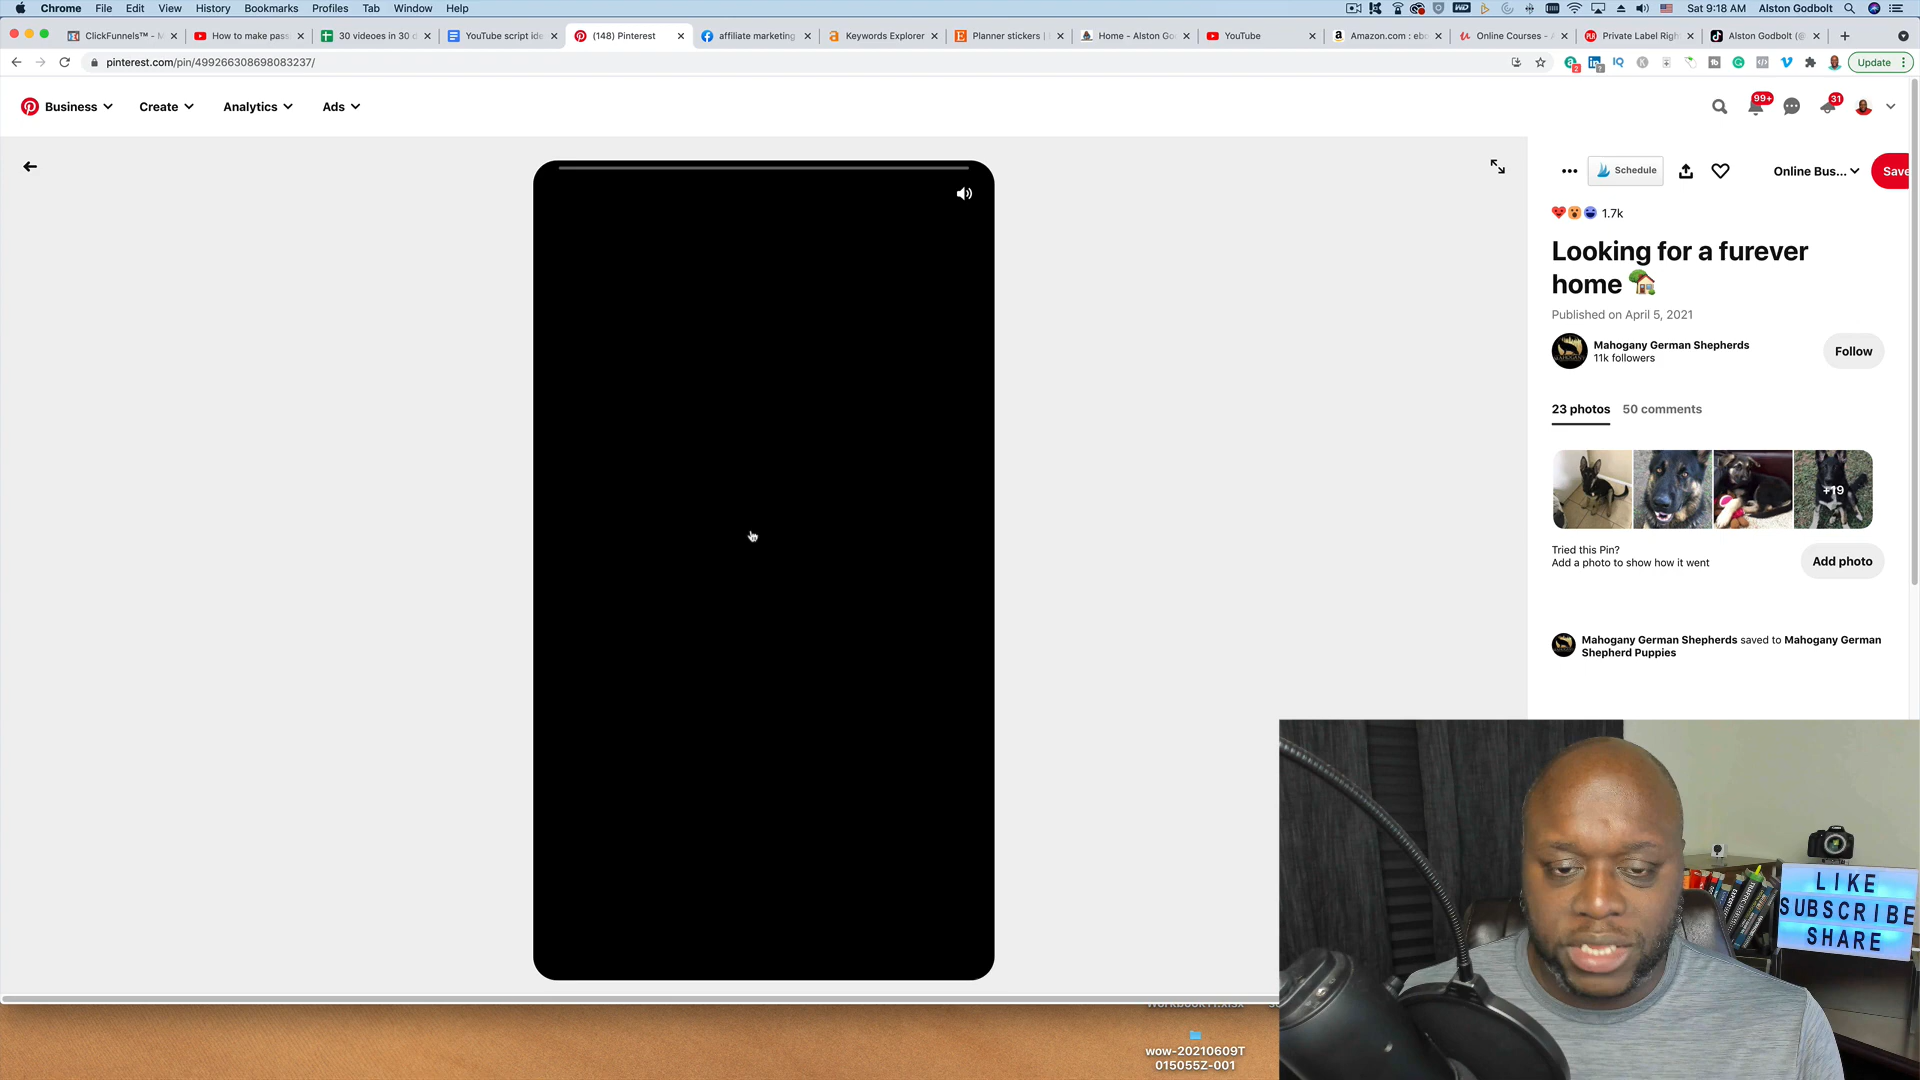 Chrome File Edit View History Bookmarks Profiles Tab Window Help Sat 9:18 AM Alston Godbolt
ClickFunnels™ - M How to make pass 30 videoes in 30 d YouTube script ide (148) Pinterest affiliate marketing Keywords Explorer Planner stickers | Home - Alston Go YouTube Amazon.com : eb Online Courses - Private Label Righ Alston Godbolt (@
pinterest.com/pin/499266308698083237/ Update
Business Create Analytics Ads 99+ 31
Schedule Online Bus... Save
1.7k
Looking for a furever
home
Published on April 5, 2021
Mahogany German Shepherds
11k followers
Follow
23 photos 50 comments
+19
Tried this Pin?
Add a photo to show how it went
Add photo
Mahogany German Shepherds saved to Mahogany German
Shepherd Puppies
LIKE
SUBSCRIBE
SHARE
wow-20210609T
015055Z-001